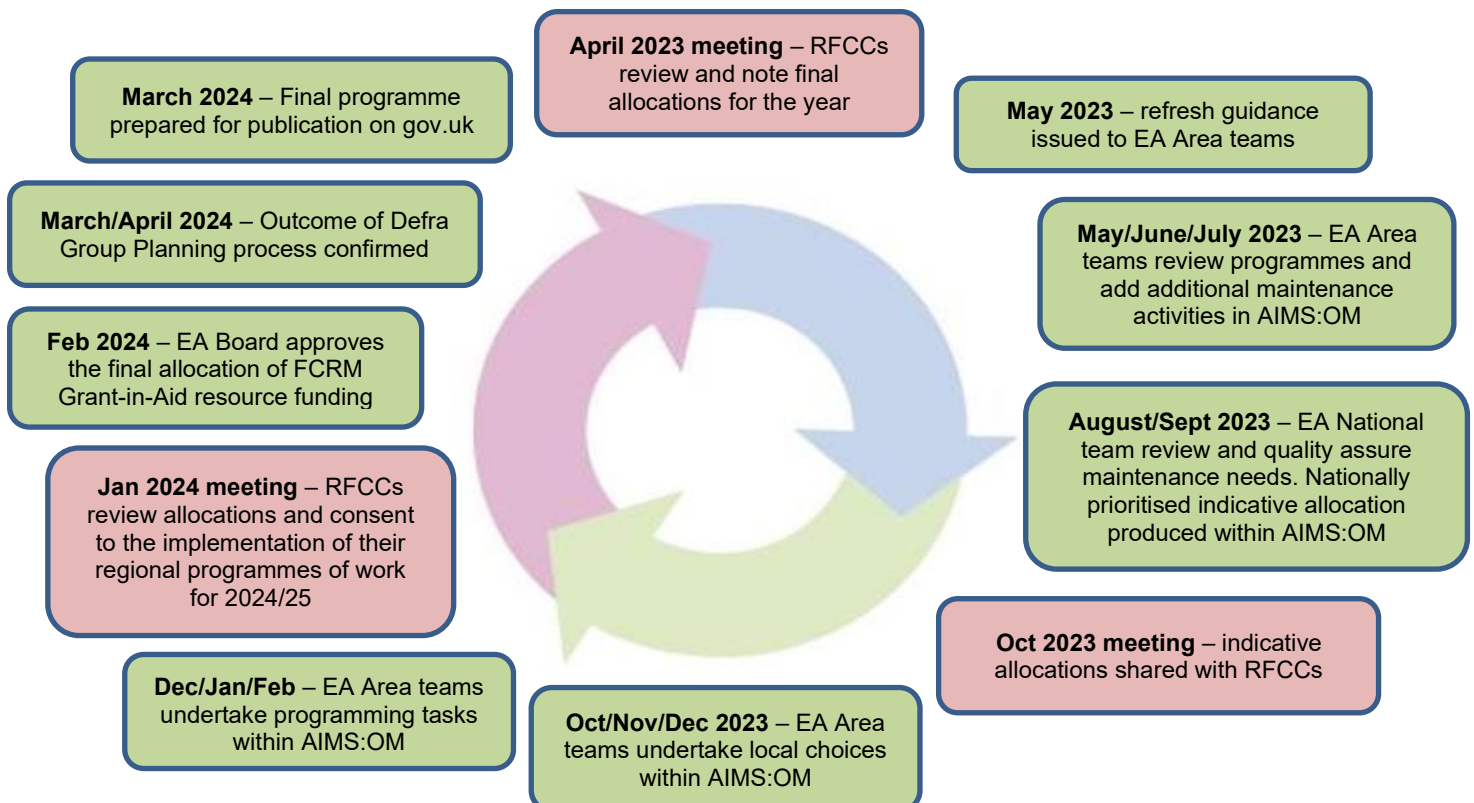 April 2023 meeting – RFCCs
review and note final
allocations for the year
May 2023 – refresh guidance
issued to EA Area teams
May/June/July 2023 – EA Area
teams review programmes and
add additional maintenance
activities in AIMS:OM
August/Sept 2023 – EA National
team review and quality assure
maintenance needs. Nationally
prioritised indicative allocation
produced within AIMS:OM
Oct 2023 meeting – indicative
allocations shared with RFCCs
Oct/Nov/Dec 2023 – EA Area
teams undertake local choices
within AIMS:OM
Dec/Jan/Feb – EA Area teams
undertake programming tasks
within AIMS:OM
Jan 2024 meeting – RFCCs
review allocations and consent
to the implementation of their
regional programmes of work
for 2024/25
Feb 2024 – EA Board approves
the final allocation of FCRM
Grant-in-Aid resource funding
March/April 2024 – Outcome of Defra
Group Planning process confirmed
March 2024 – Final programme
prepared for publication on gov.uk